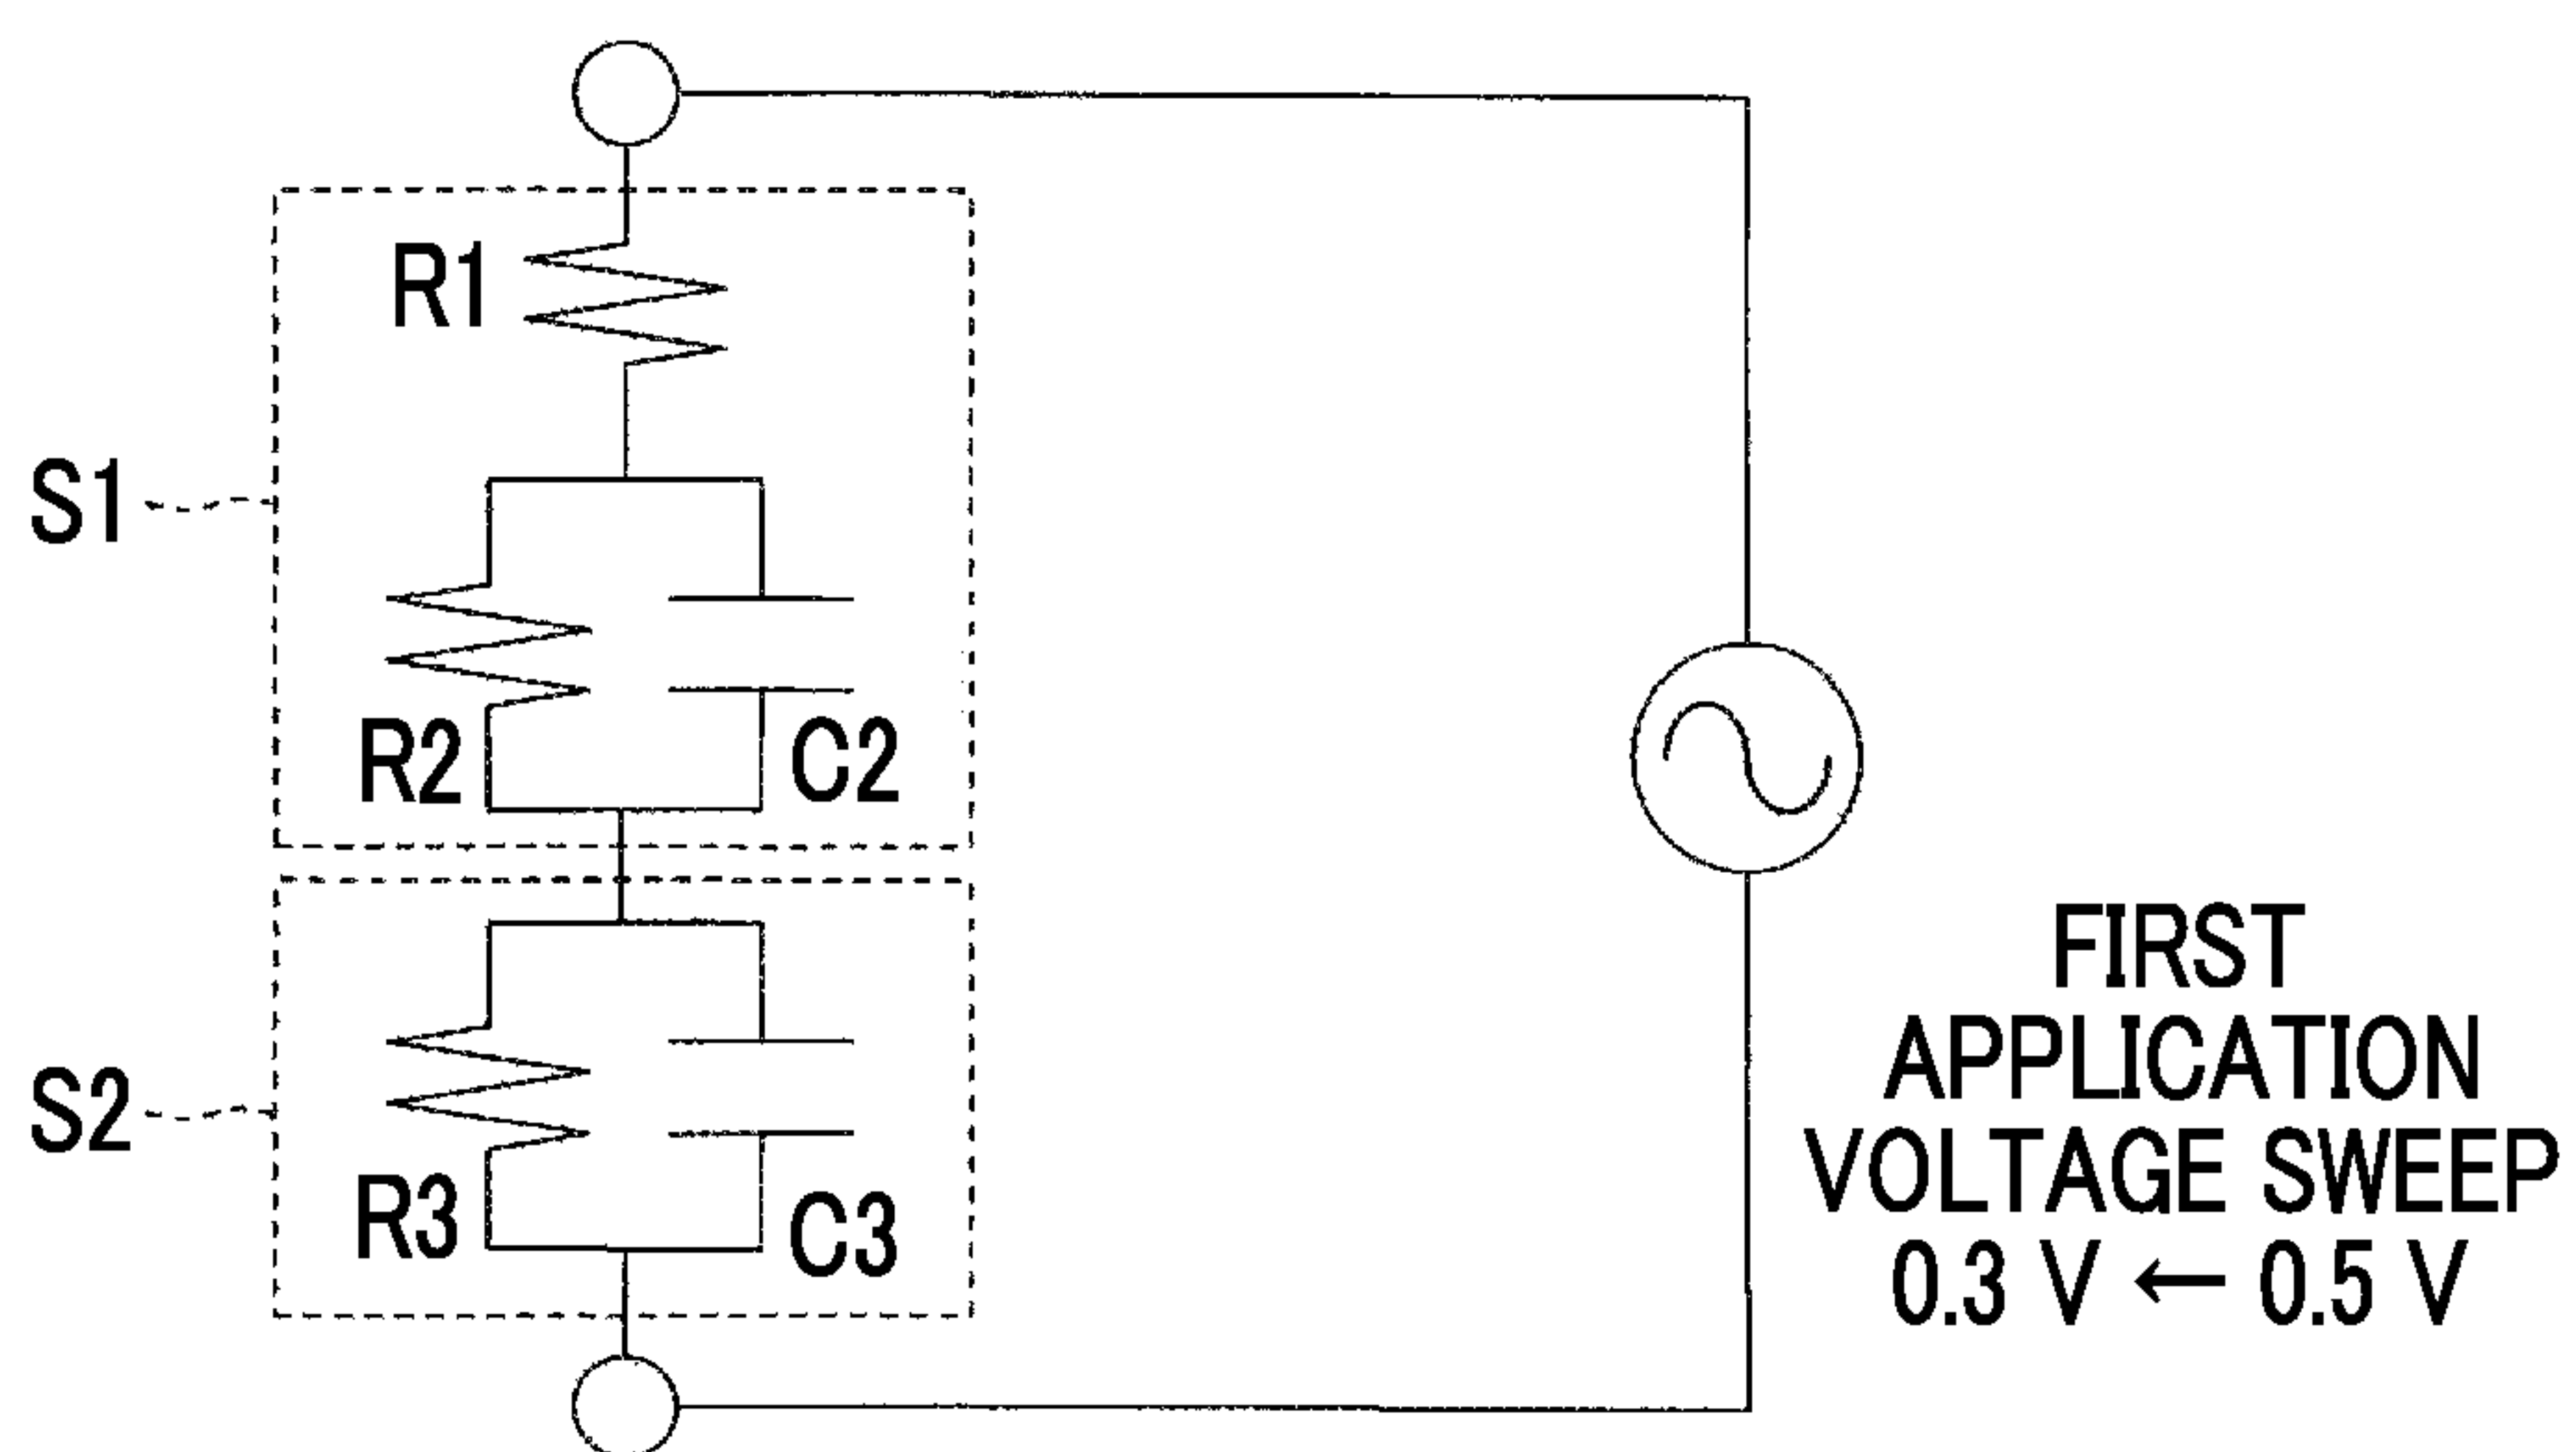 R1
S1
R2
C2
S2
R3
C3
FIRST
APPLICATION
VOLTAGE SWEEP
0.3 V ← 0.5 V